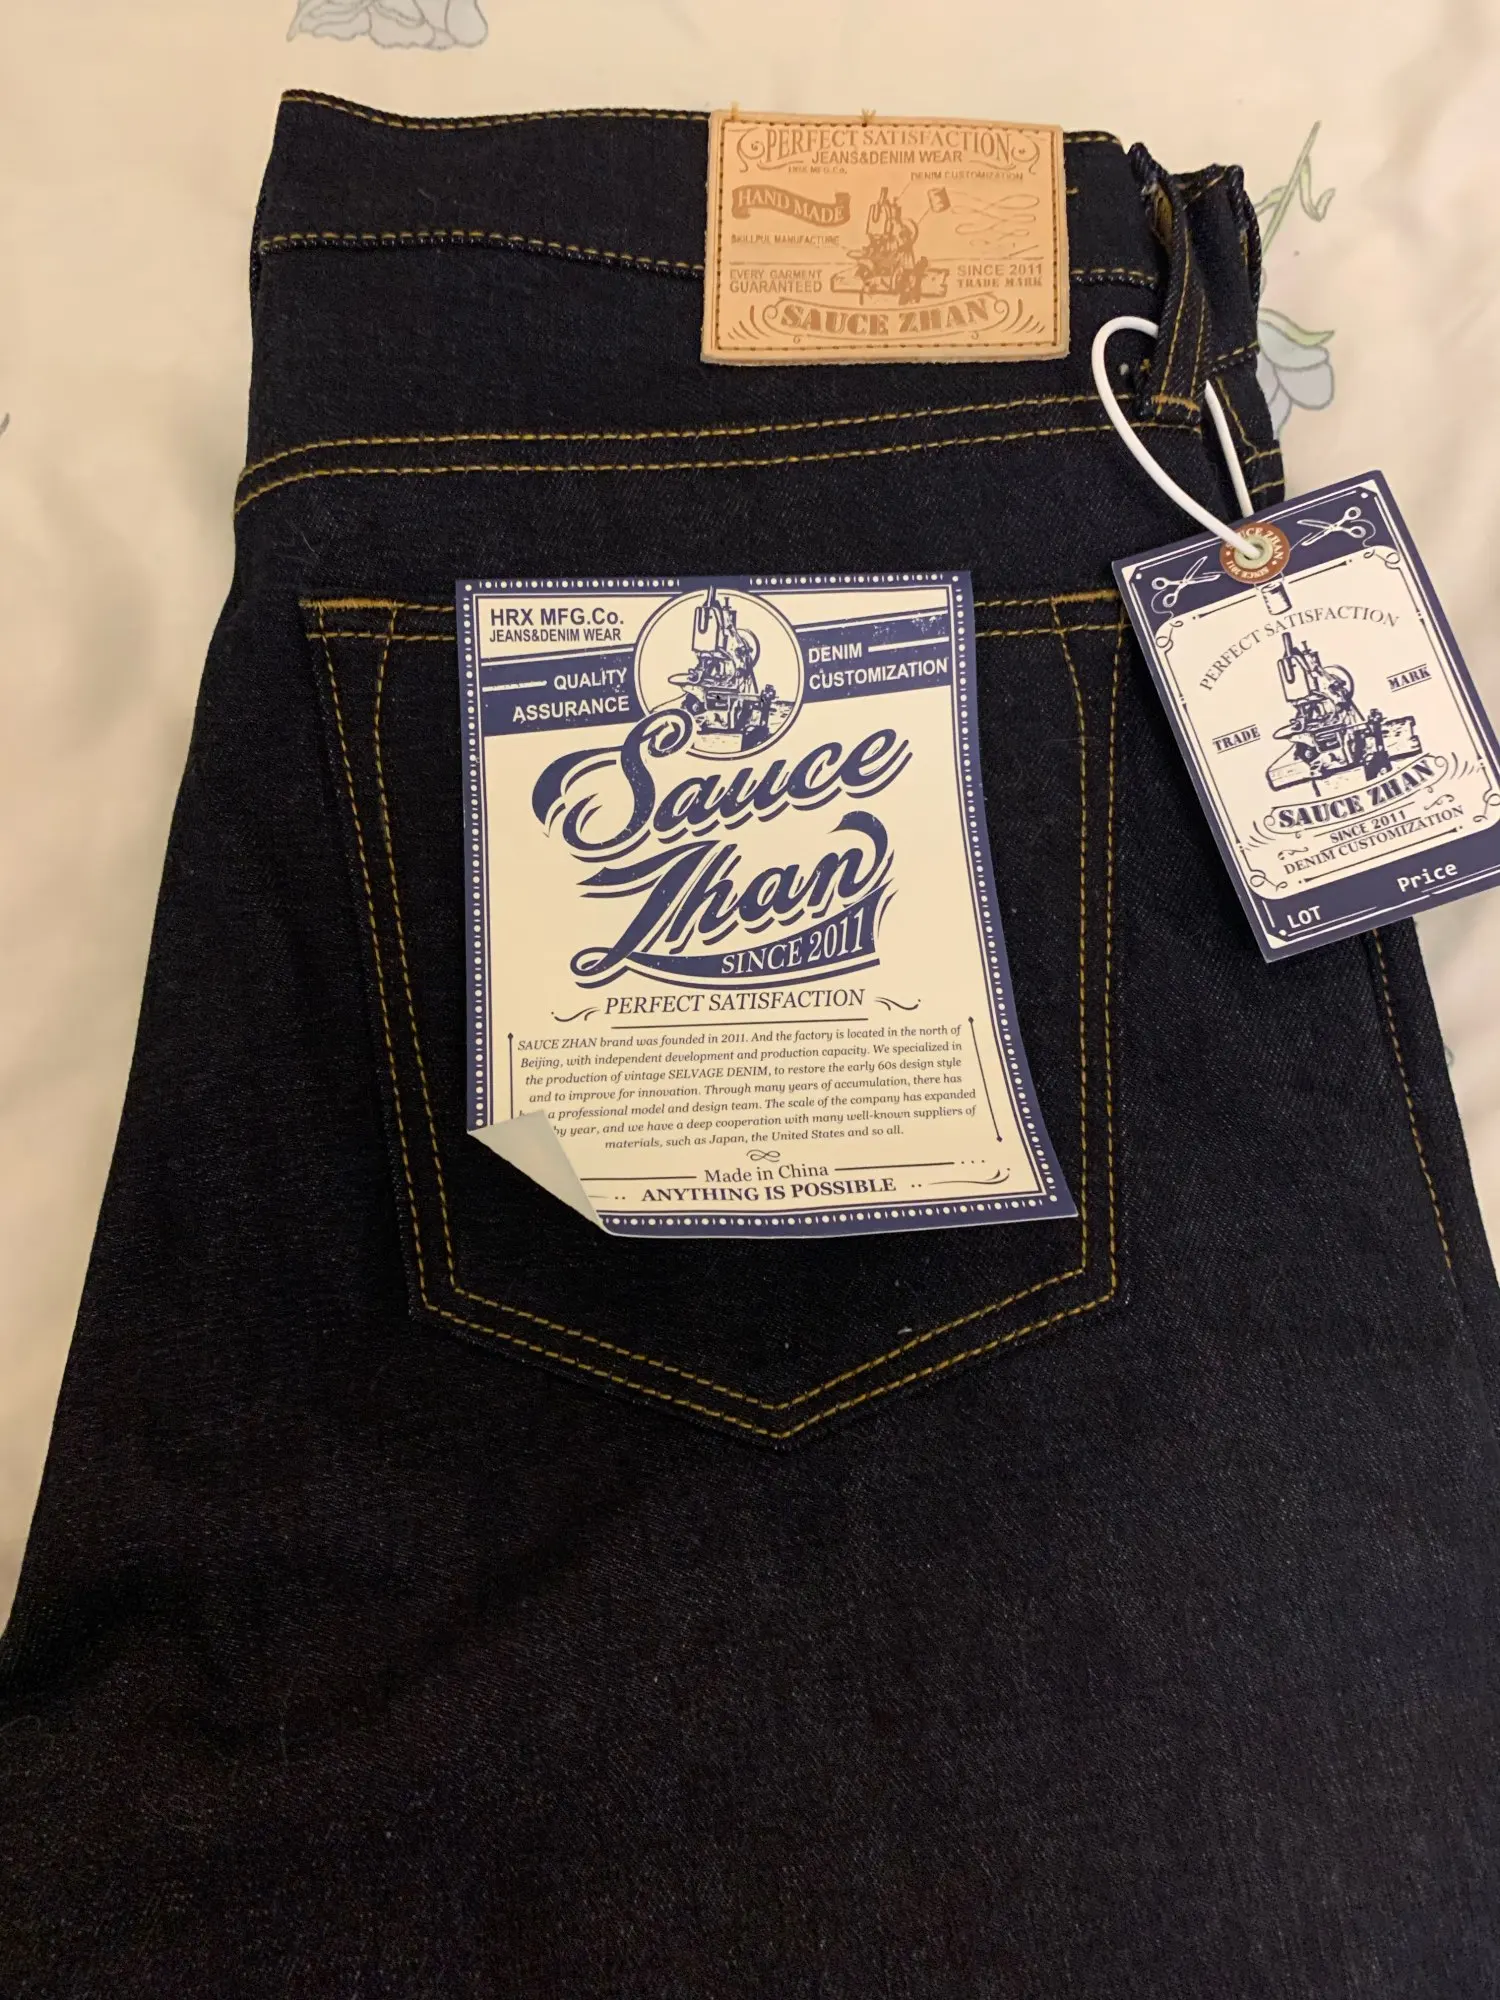 PERFECT SATISFACTION
JEANS&DENIM WEAR
HRX MFG.Co.
DENIM CUSTOMIZATION
HAND MADE
SKILLFUL MANUFACTURE
EVERY GARMENT
GUARANTEED
SINCE 2011
TRADE MARK
SAUCE ZHAN
HRX MFG.Co.
JEANS&DENIM WEAR
QUALITY
ASSURANCE
DENIM
CUSTOMIZATION
Sauce
Zhan
SINCE 2011
PERFECT SATISFACTION
SAUCE ZHAN brand was founded in 2011. And the factory is located in the north of
Beijing, with independent development and production capacity. We specialized in
the production of vintage SELVAGE DENIM, to restore the early 60s design style
and to improve for innovation. Through many years of accumulation, there has
a professional model and design team. The scale of the company has expanded
by year, and we have a deep cooperation with many well-known suppliers of
materials, such as Japan, the United States and so all.
Made in China
ANYTHING IS POSSIBLE
SAUCE ZHAN
SINCE 2011
PERFECT SATISFACTION
TRADE
MARK
SAUCE ZHAN
SINCE 2011
DENIM CUSTOMIZATION
LOT
Price